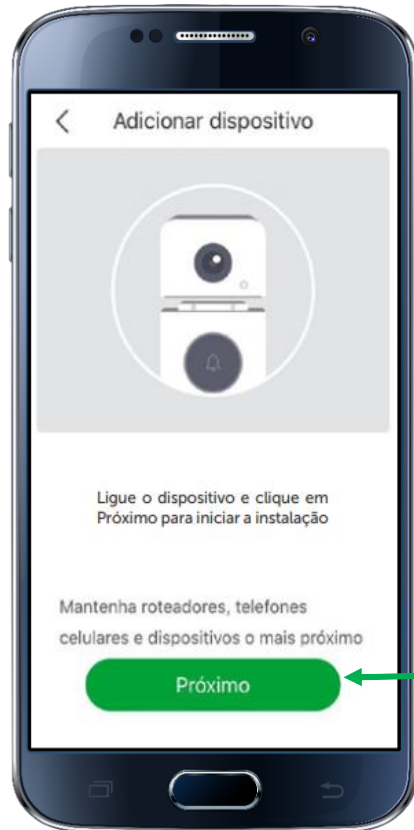 Adicionar dispositivo
Ligue o dispositivo e clique em
Próximo para iniciar a instalação
Mantenha roteadores, telefones
celulares e dispositivos o mais próximo
Próximo